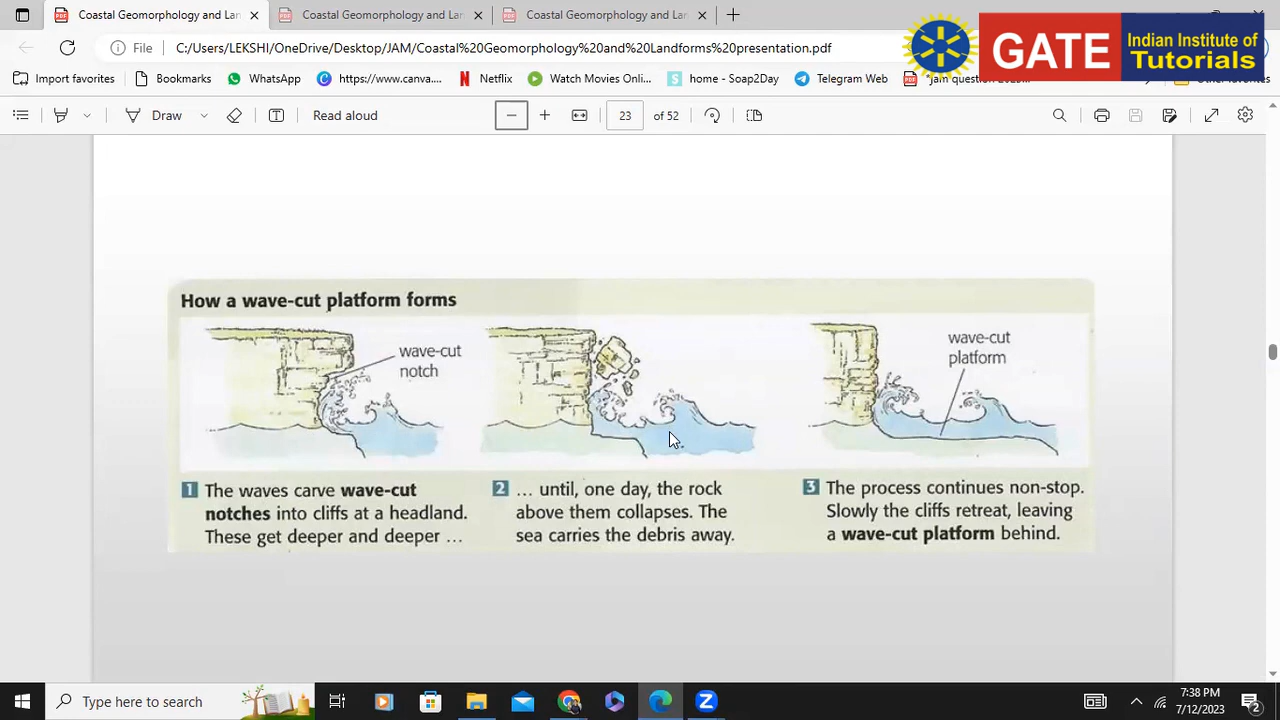 Coastal Geomorphology and Lan
Coastal Geomorphology and Lan
Coastal Geomorphology and Lan
File
C:/Users/LEKSHI/OneDrive/Desktop/JAM/Coastal%20Geomorphology%20and%20Landforms%20presentation.pdf
GATE
Indian Institute of
Tutorials
Import favorites
Bookmarks
WhatsApp
https://www.canva...
Netflix
Watch Movies Onli...
home - Soap2Day
Telegram Web
Draw
Read aloud
23
of 52
How a wave-cut platform forms
wave-cut
notch
wave-cut
platform
1 The waves carve wave-cut
notches into cliffs at a headland.
These get deeper and deeper ...
2 ... until, one day, the rock
above them collapses. The
sea carries the debris away.
3 The process continues non-stop.
Slowly the cliffs retreat, leaving
a wave-cut platform behind.
Type here to search
7:38 PM
7/12/2023
2